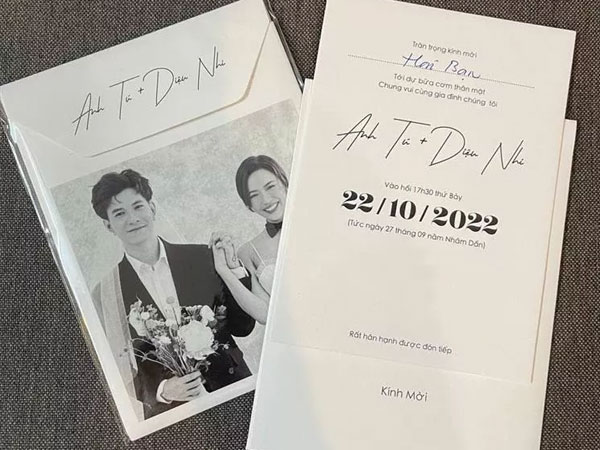 Anh Tú + Diệu Nhi
Trân trọng kính mời
Hai Bạn
Tới dự bữa cơm thân mật
Chung vui cùng gia đình chúng tôi
Anh Tú + Diệu Nhi
Vào hồi 17h30 thứ Bảy
22/10/2022
(Tức ngày 27 tháng 09 năm Nhâm Dần)
Rất hân hạnh được đón tiếp
Kính Mời